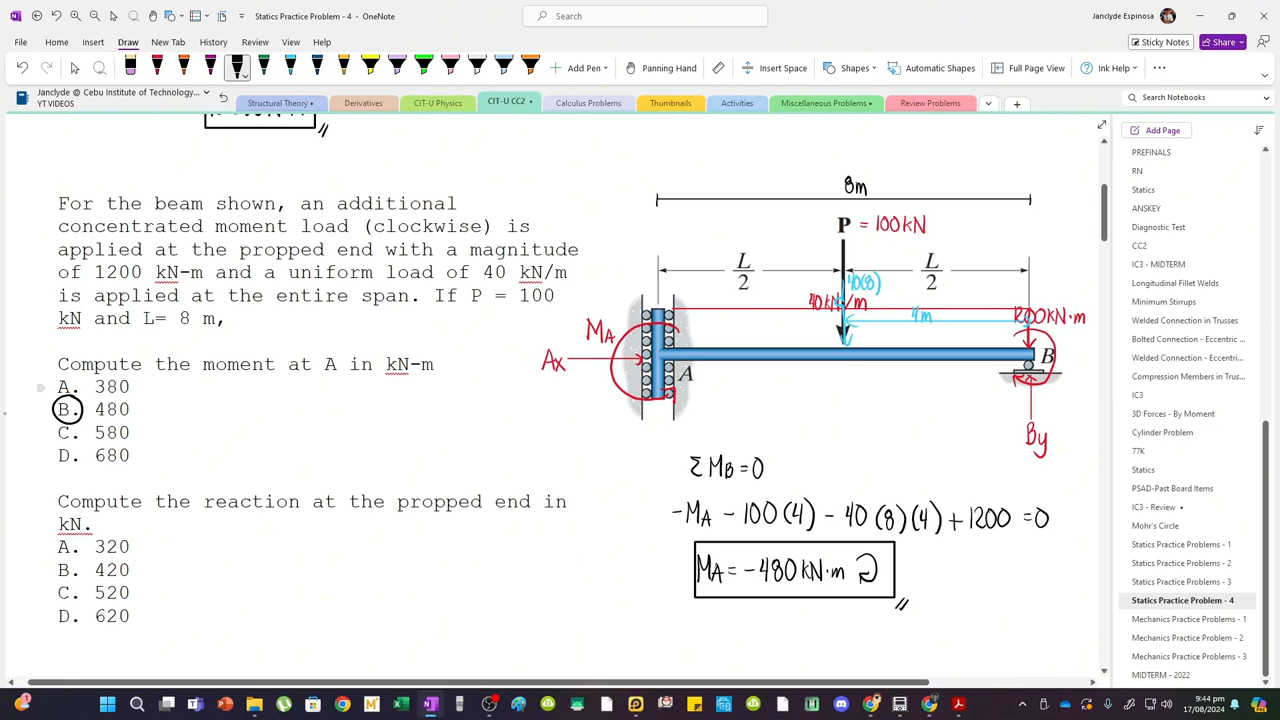 Statics Practice Problem - 4 - OneNote
Search
Janclyde Espinosa
File Home Insert Draw New Tab History Review View Help
Sticky Notes
Share
Add Pen
Panning Hand
Insert Space
Shapes
Automatic Shapes
Full Page View
Ink Help
Janclyde @ Cebu Institute of Technology...
YT VIDEOS
Structural Theory
Derivatives
CIT-U Physics
CIT-U CC2
Calculus Problems
Thumbnails
Activities
Miscellaneous Problems
Review Problems
Search Notebooks
Add Page
For the beam shown, an additional
concentrated moment load (clockwise) is
applied at the propped end with a magnitude
of 1200 kN-m and a uniform load of 40 kN/m
is applied at the entire span. If P = 100
kN and L= 8 m,
Compute the moment at A in kN-m
A. 380
B. 480
C. 580
D. 680
Compute the reaction at the propped end in
kN.
A. 320
B. 420
C. 520
D. 620
8m
P = 100kN
L/2
L/2
40(8)
40kN/m
4m
1200kN·m
MA
Ax
A
B
By
ΣMB=0
-MA - 100(4) - 40(8)(4) + 1200 = 0
MA = -480kN·m
PREFINALS
RN
Statics
ANSKEY
Diagnostic Test
CC2
IC3 - MIDTERM
Longitudinal Fillet Welds
Minimum Stirrups
Welded Connection in Trusses
Bolted Connection - Eccentric ...
Welded Connection - Eccentric...
Compression Members in Trus...
IC3
3D Forces - By Moment
Cylinder Problem
77K
Statics
PSAD-Past Board Items
IC3 - Review
Mohr's Circle
Statics Practice Problems - 1
Statics Practice Problems - 2
Statics Practice Problems - 3
Statics Practice Problem - 4
Mechanics Practice Problems - 1
Mechanics Practice Problem - 2
Mechanics Practice Problem - 3
MIDTERM - 2022
9:44 pm
17/08/2024